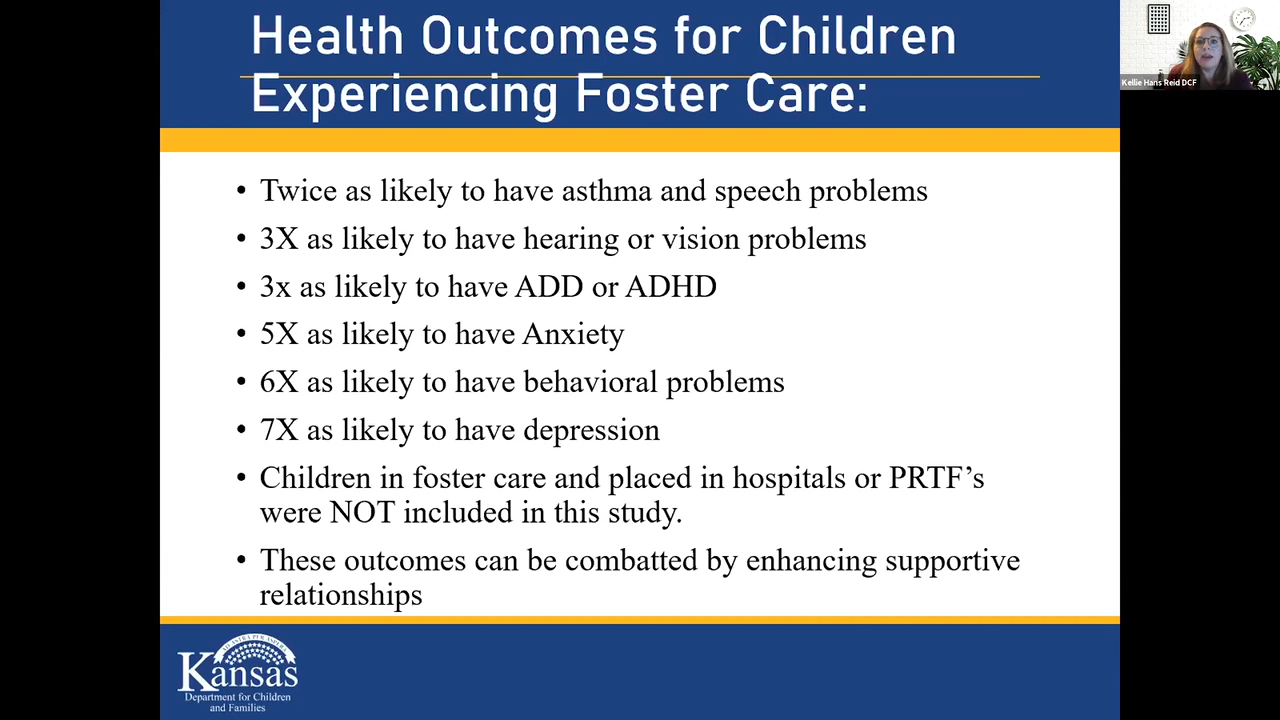 Health Outcomes for Children
Experiencing Foster Care:
Kellie Hans Reid DCF
• Twice as likely to have asthma and speech problems
• 3X as likely to have hearing or vision problems
• 3x as likely to have ADD or ADHD
• 5X as likely to have Anxiety
• 6X as likely to have behavioral problems
• 7X as likely to have depression
• Children in foster care and placed in hospitals or PRTF’s
were NOT included in this study.
• These outcomes can be combatted by enhancing supportive
relationships
Kansas
Department for Children
and Families